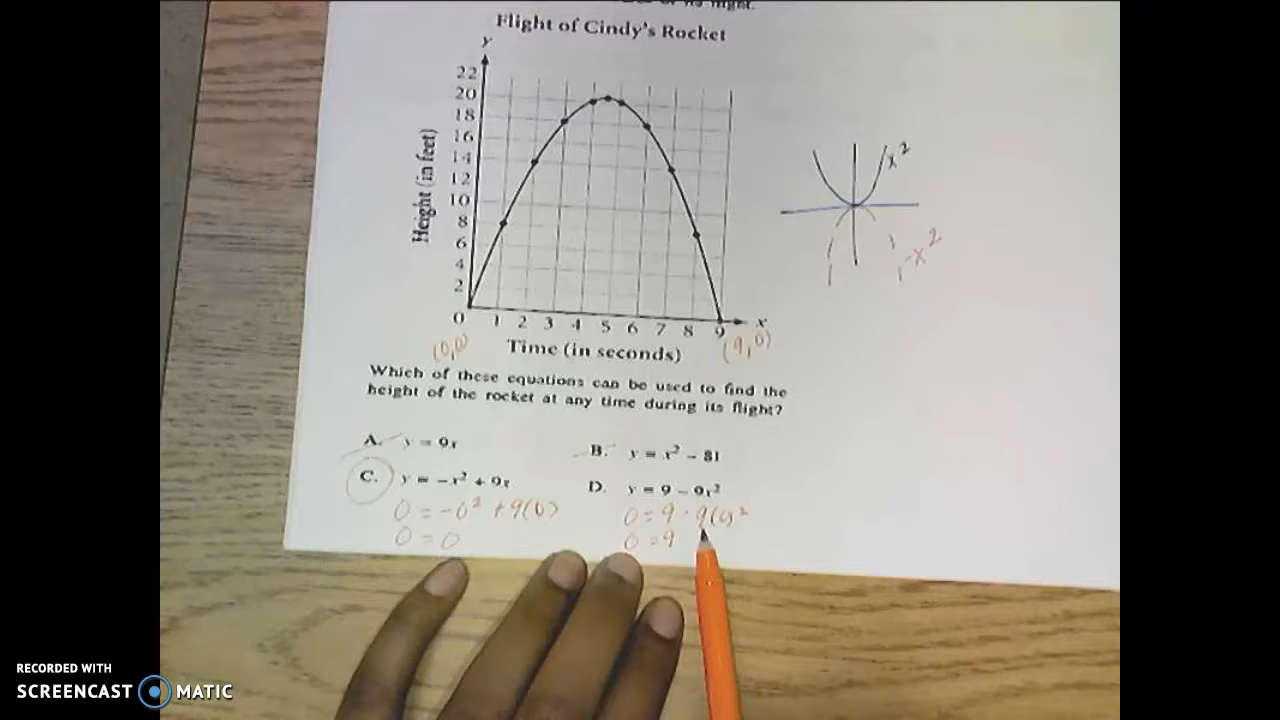 its flight.
Flight of Cindy's Rocket
y
22
20
18
16
14
12
10
8
6
4
2
0 1 2 3 4 5 6 7 8 9 x
Height (in feet)
Time (in seconds)
(0,0)
(9,0)
x²
-x²
Which of these equations can be used to find the
height of the rocket at any time during its flight?
A. y = 9x
B. y = x² - 81
C. y = -x² + 9x
D. y = 9 - 9x²
0 = -0² + 9(0)
0 = 0
0 = 9 - 9(0)²
0 = 9
RECORDED WITH
SCREENCAST MATIC